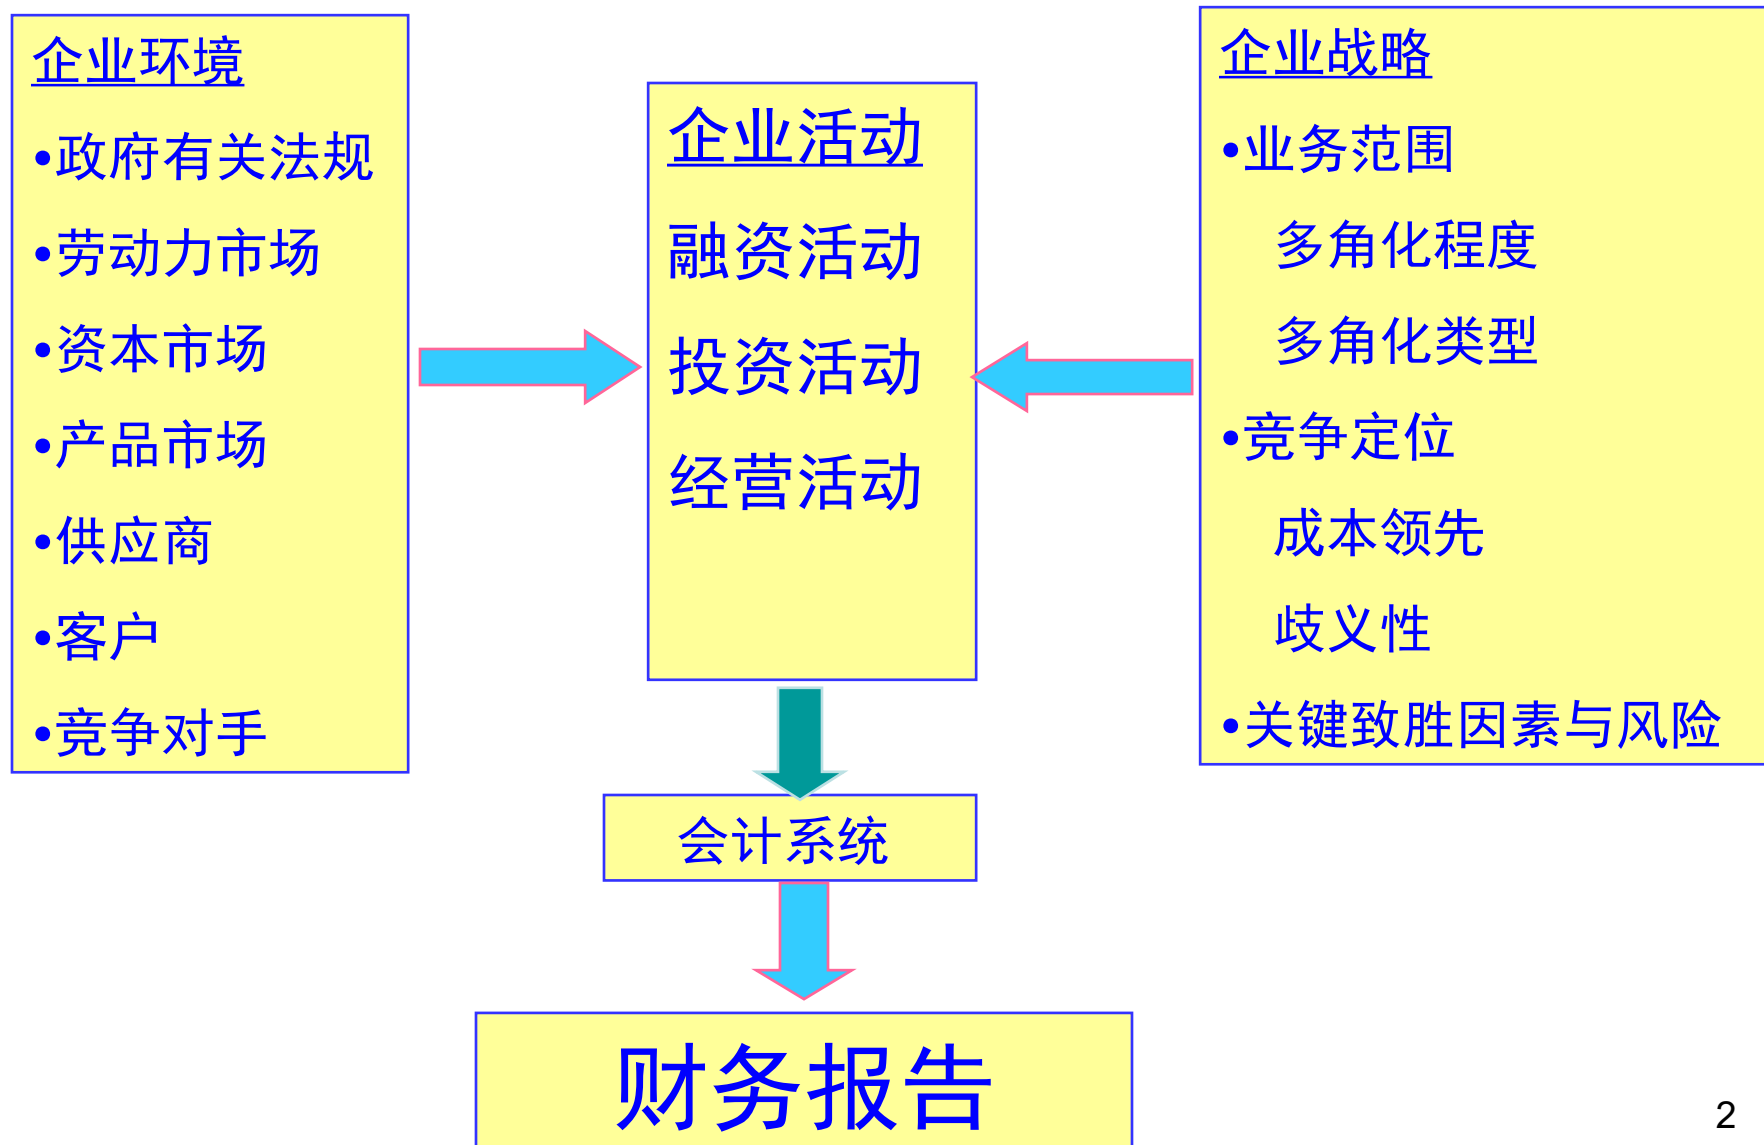 企业环境
•政府有关法规
•劳动力市场
•资本市场
•产品市场
•供应商
•客户
•竞争对手
企业活动
融资活动
投资活动
经营活动
企业战略
•业务范围
多角化程度
多角化类型
•竞争定位
成本领先
歧义性
•关键致胜因素与风险
会计系统
财务报告
2